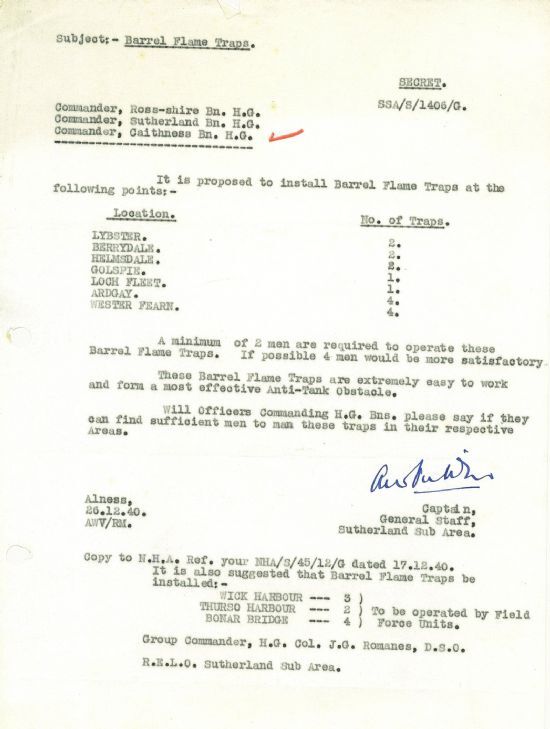 Subject:- Barrel Flame Traps.
SECRET.
SSA/S/1406/G.
Commander, Ross-shire Bn. H.G.
Commander, Sutherland Bn. H.G.
Commander, Caithness Bn. H.G.
It is proposed to install Barrel Flame Traps at the
following points:-
Location. No. of Traps.
LYBSTER. 2.
BERRYDALE. 2.
HELMSDALE. 2.
GOLSPIE. 1.
LOCH FLEET. 1.
ARDGAY. 4.
WESTER FEARN. 4.
A minimum of 2 men are required to operate these
Barrel Flame Traps. If possible 4 men would be more satisfactory
These Barrel Flame Traps are extremely easy to work
and form a most effective Anti-Tank Obstacle.
Will Officers Commanding H.G. Bns. please say if they
can find sufficient men to man these traps in their respective
Areas.
Alness,
26.12.40.
AWV/RM.
Captain,
General Staff,
Sutherland Sub Area.
Copy to N.H.A. Ref. your NHA/S/45/12/G dated 17.12.40.
It is also suggested that Barrel Flame Traps be
installed:-
WICK HARBOUR --- 3 )
THURSO HARBOUR --- 2 ) To be operated by Field
BONAR BRIDGE --- 4 ) Force Units.
Group Commander, H.G. Col. J.G. Romanes, D.S.O.
R.E.L.O. Sutherland Sub Area.